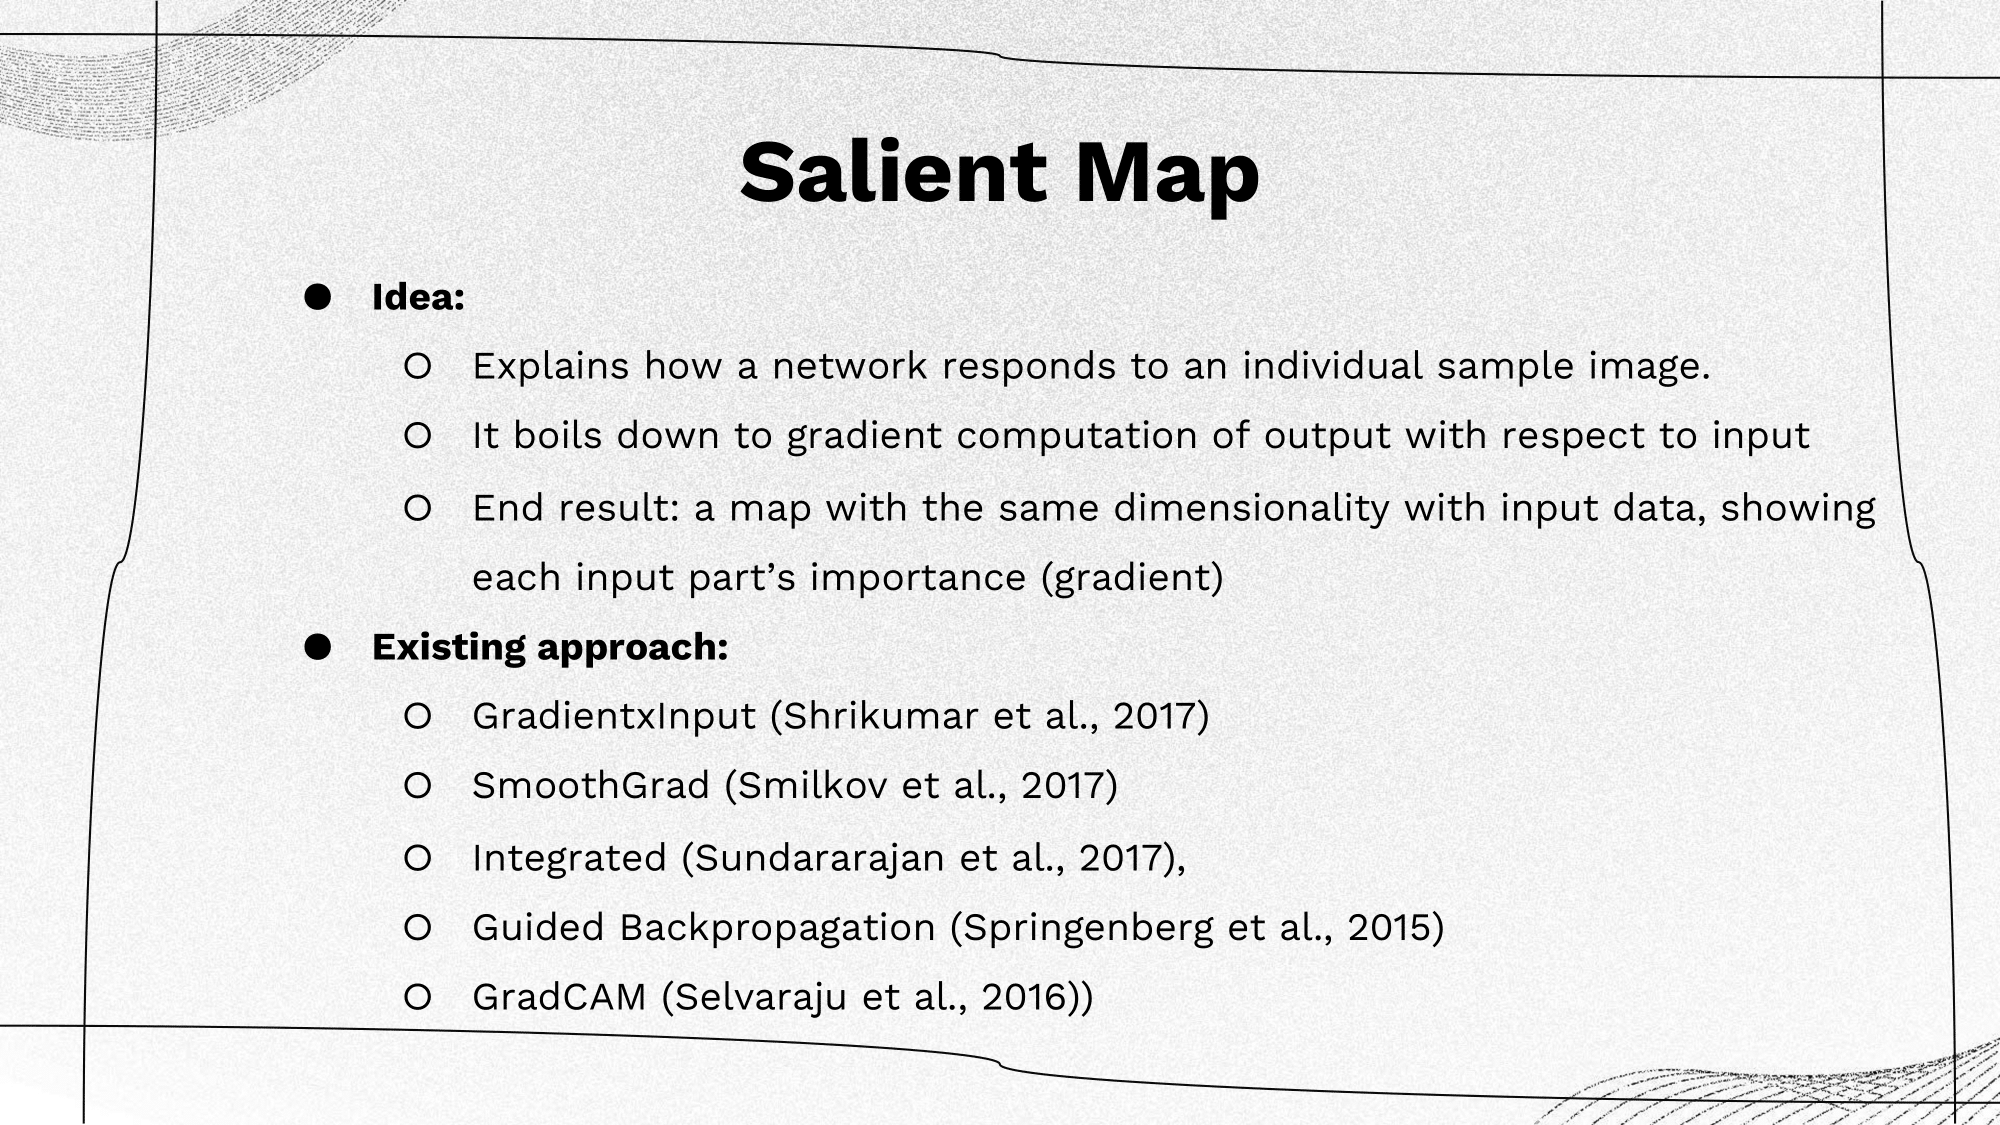 Salient Map
● Idea:
○ Explains how a network responds to an individual sample image.
○ It boils down to gradient computation of output with respect to input
○ End result: a map with the same dimensionality with input data, showing
each input part’s importance (gradient)
● Existing approach:
○ GradientxInput (Shrikumar et al., 2017)
○ SmoothGrad (Smilkov et al., 2017)
○ Integrated (Sundararajan et al., 2017),
○ Guided Backpropagation (Springenberg et al., 2015)
○ GradCAM (Selvaraju et al., 2016))